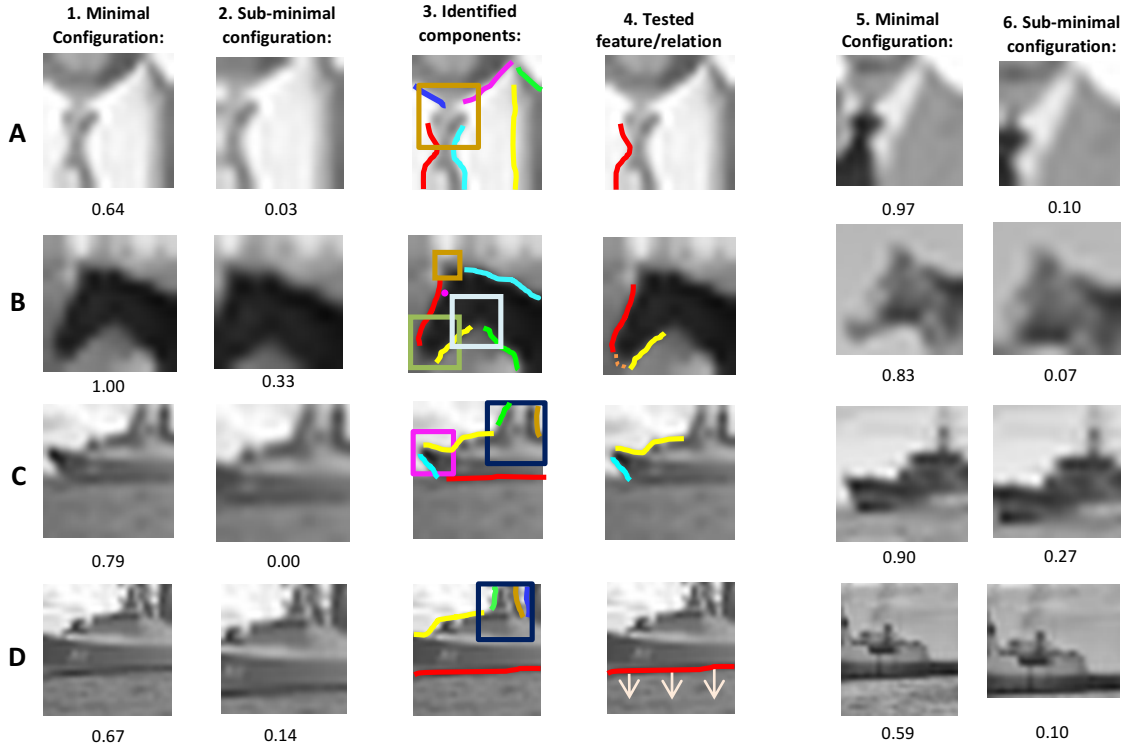 1. Minimal
Configuration:
2. Sub-minimal
configuration:
3. Identified
components:
4. Tested
feature/relation
5. Minimal
Configuration:
6. Sub-minimal
configuration:
A
0.64
0.03
0.97
0.10
B
1.00
0.33
0.83
0.07
C
0.79
0.00
0.90
0.27
D
0.67
0.14
0.59
0.10